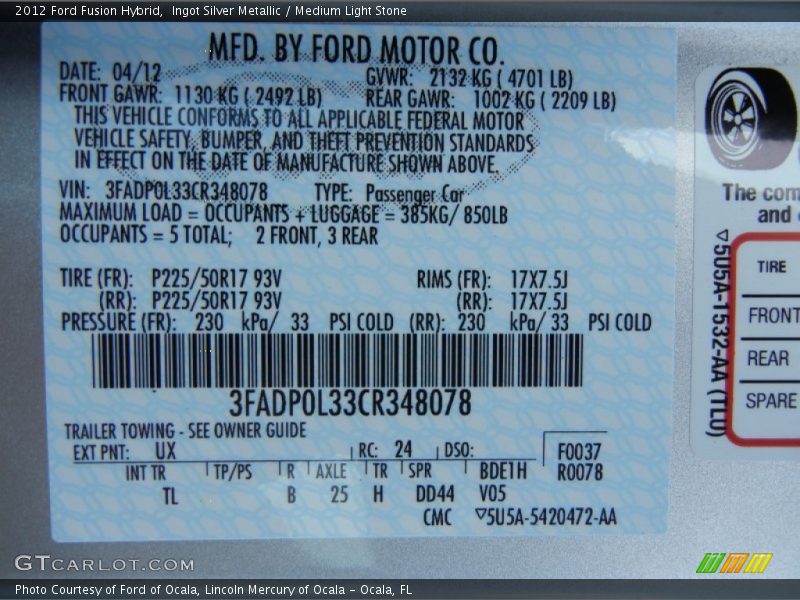 2012 Ford Fusion Hybrid,  Ingot Silver Metallic / Medium Light Stone
MFD. BY FORD MOTOR CO.
DATE: 04/12 GVWR: 2132 KG ( 4701 LB)
FRONT GAWR: 1130 KG ( 2492 LB) REAR GAWR: 1002 KG ( 2209 LB)
THIS VEHICLE CONFORMS TO ALL APPLICABLE FEDERAL MOTOR
VEHICLE SAFETY, BUMPER, AND THEFT PREVENTION STANDARDS
IN EFFECT ON THE DATE OF MANUFACTURE SHOWN ABOVE.
VIN: 3FADP0L33CR348078 TYPE: Passenger Car
MAXIMUM LOAD = OCCUPANTS + LUGGAGE = 385KG/ 850LB
OCCUPANTS = 5 TOTAL; 2 FRONT, 3 REAR
TIRE (FR): P225/50R17 93V RIMS (FR): 17X7.5J
(RR): P225/50R17 93V (RR): 17X7.5J
PRESSURE (FR): 230 kPa/ 33 PSI COLD (RR): 230 kPa/ 33 PSI COLD
3FADP0L33CR348078
TRAILER TOWING - SEE OWNER GUIDE
EXT PNT: UX RC: 24 DSO: F0037
INT TR TP/PS R AXLE TR SPR BDE1H R0078
TL B 25 H DD44 V05
CMC ▽5U5A-5420472-AA
The com
and
▽5U5A-1532-AA (TL0)
TIRE
FRONT
REAR
SPARE
GTCARLOT.COM
Photo Courtesy of Ford of Ocala, Lincoln Mercury of Ocala – Ocala, FL